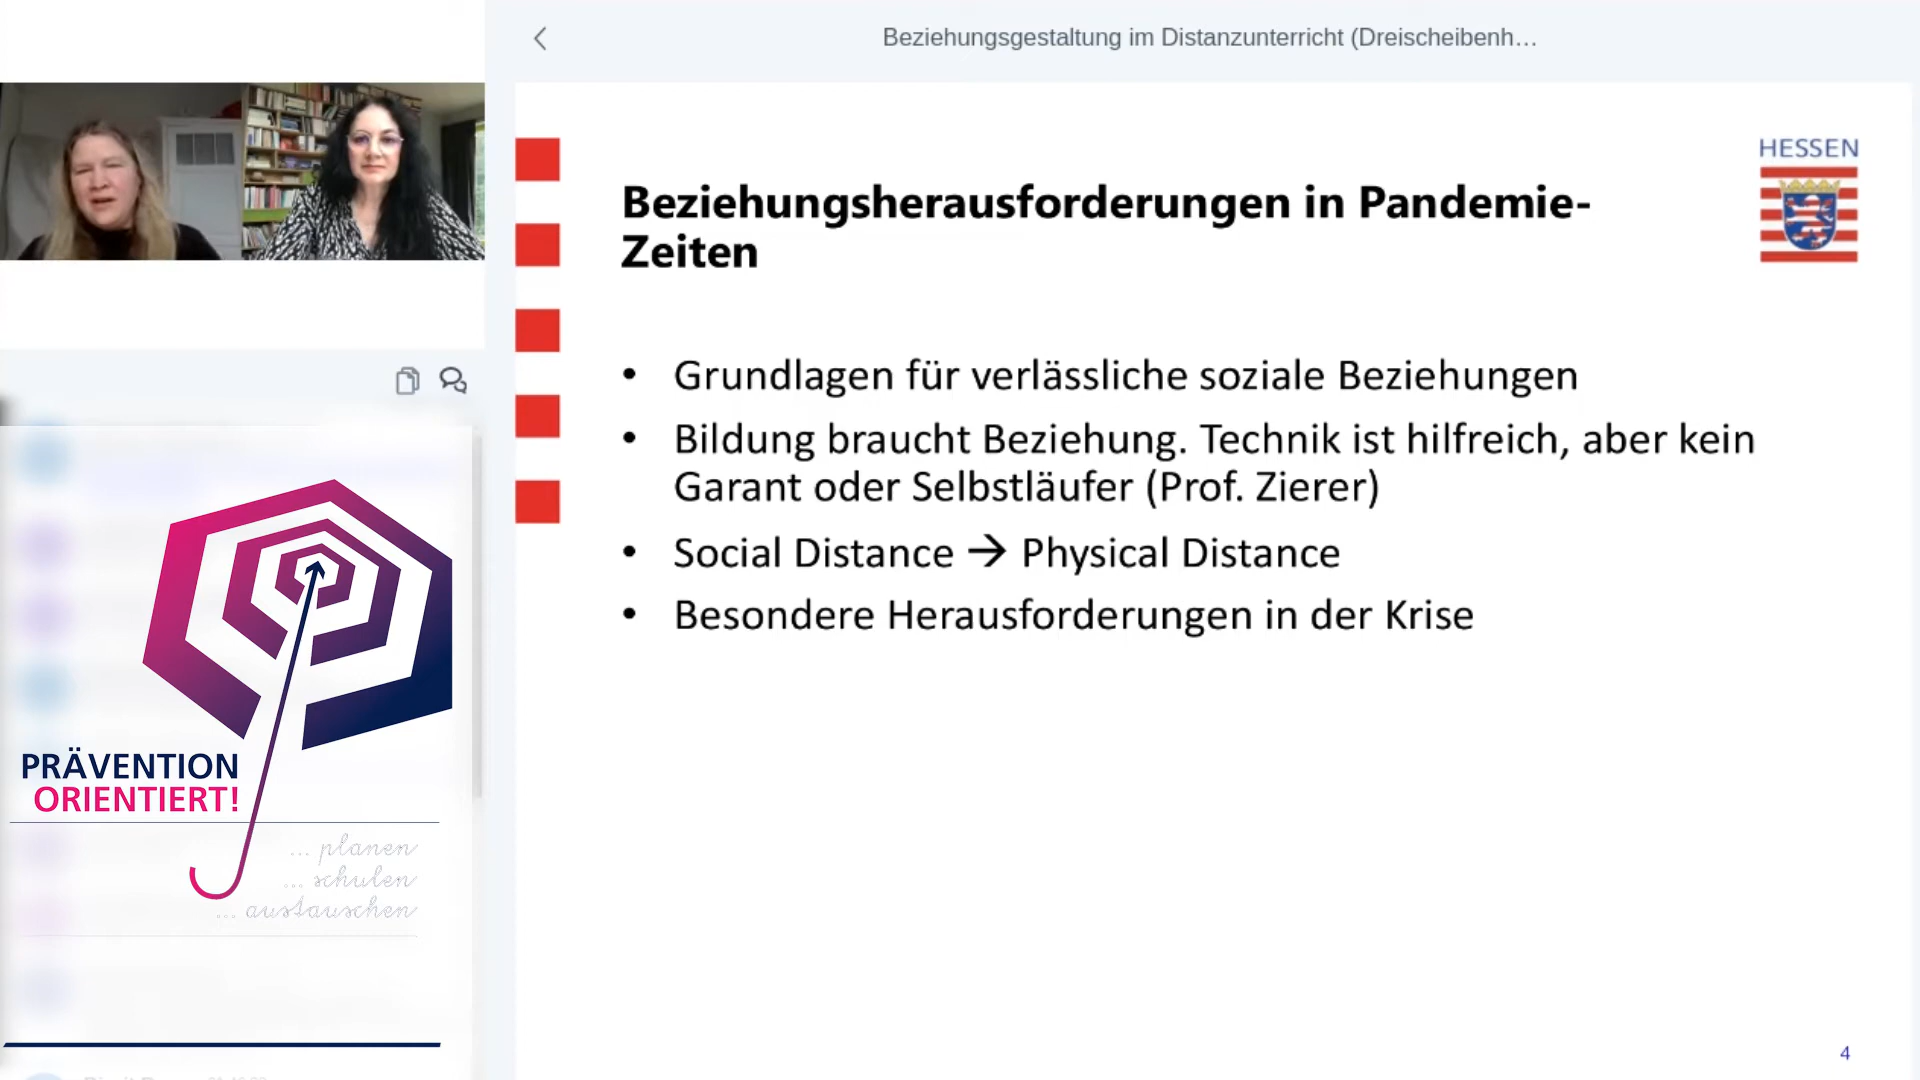 Beziehungsgestaltung im Distanzunterricht (Dreischeibenh…
HESSEN
Beziehungsherausforderungen in Pandemie-
Zeiten
• Grundlagen für verlässliche soziale Beziehungen
• Bildung braucht Beziehung. Technik ist hilfreich, aber kein
Garant oder Selbstläufer (Prof. Zierer)
• Social Distance → Physical Distance
• Besondere Herausforderungen in der Krise
4
PRÄVENTION
ORIENTIERT!
... planen
... schulen
... austauschen